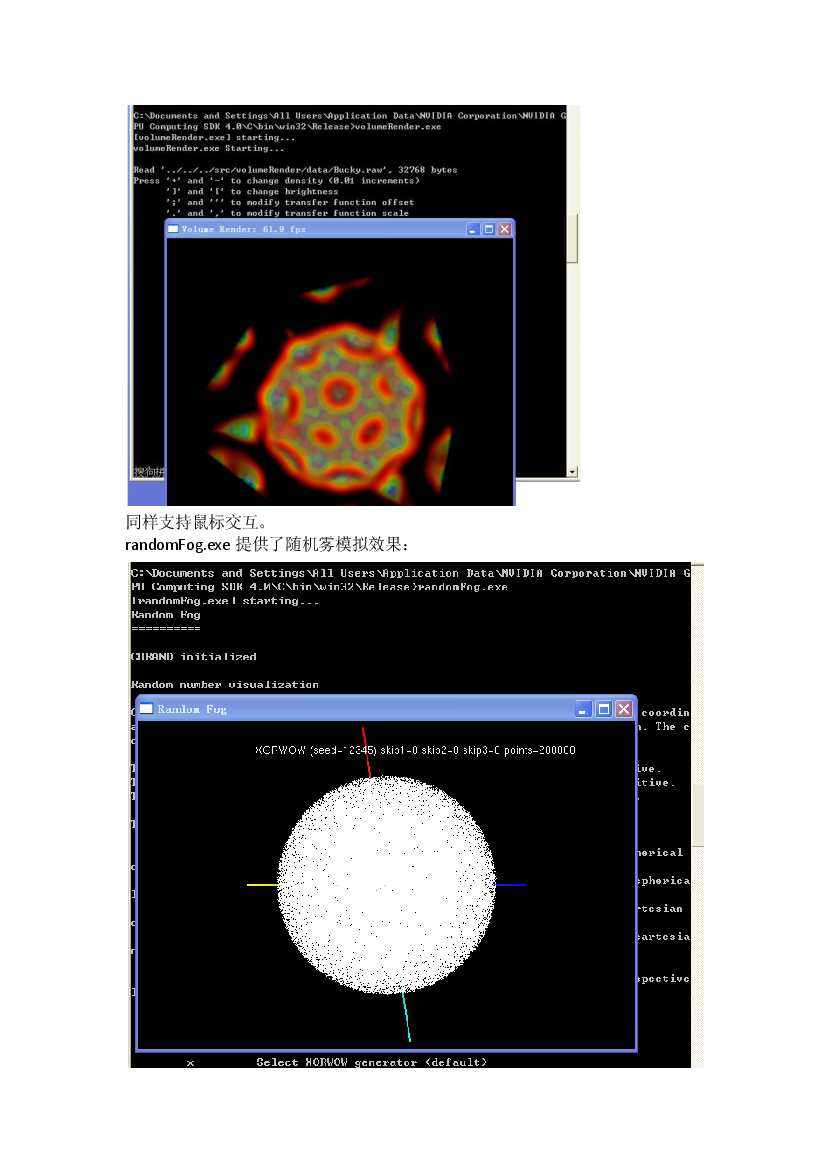 C:\Documents and Settings\All Users\Application Data\NVIDIA Corporation\NVIDIA G
PU Computing SDK 4.0\C\bin\win32\Release>volumeRender.exe
[volumeRender.exe] starting...
volumeRender.exe Starting...
Read '../../../src/volumeRender/data/Bucky.raw', 32768 bytes
Press '+' and '-' to change density (0.01 increments)
']' and '[' to change brightness
';' and ''' to modify transfer function offset
'.' and ',' to modify transfer function scale
Volume Render: 61.9 fps
搜狗拼
同样支持鼠标交互。
randomFog.exe 提供了随机雾模拟效果：
C:\Documents and Settings\All Users\Application Data\NVIDIA Corporation\NVIDIA G
PU Computing SDK 4.0\C\bin\win32\Release>randomFog.exe
[randomFog.exe] starting...
Random Fog
==========
CURAND initialized
Random number visualization
Random Fog
coordin
. The c
XORWOW (seed=12345) skip1=0 skip2=0 skip3=0 points=200000
ive.
itive.
herical
spherica
rtesian
cartesia
spective
x Select XORWOW generator (default)